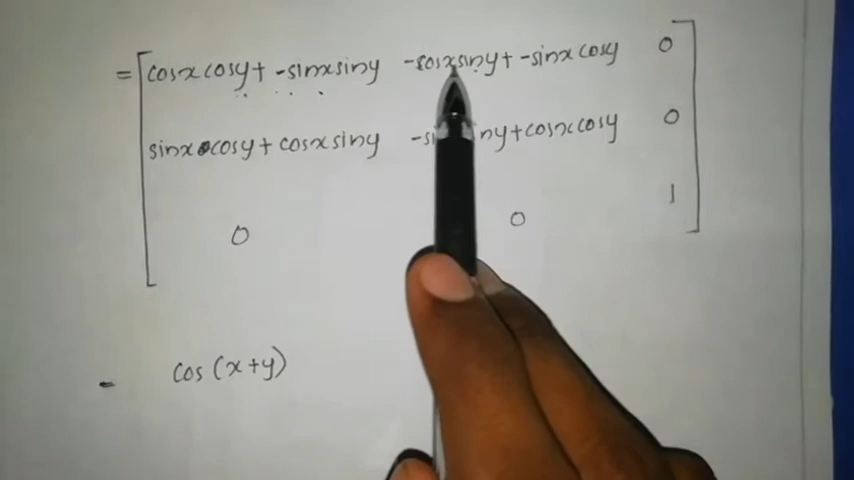 = cosx cosy + -sinx siny -cosx siny + -sinx cosy 0
sinx cosy + cosx siny ny + cosx cosy 0
0 0 1
- cos (x+y)